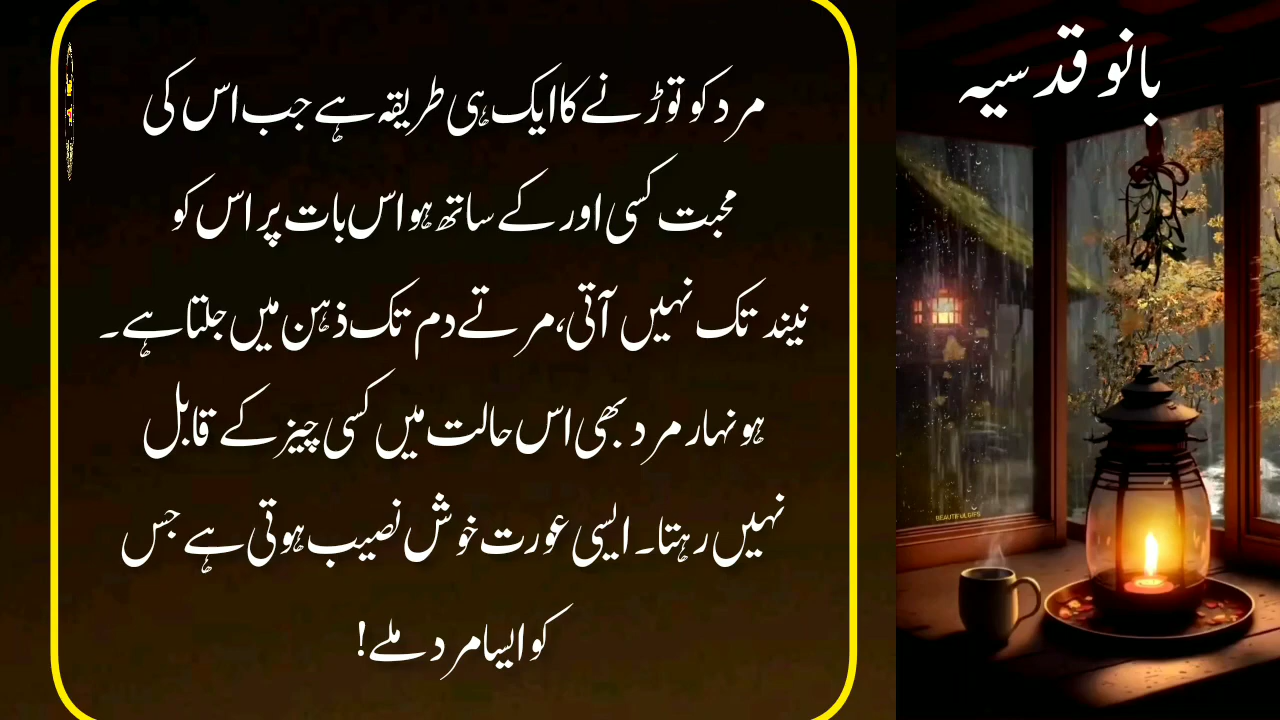 بانو قدسیہ
مرد کو توڑنے کا ایک ہی طریقہ ہے جب اس کی
محبت کسی اور کے ساتھ ہو اس بات پر اس کو
نیند تک نہیں آتی، مرتے دم تک ذہن میں جلتا ہے۔
ہونہار مرد بھی اس حالت میں کسی چیز کے قابل
نہیں رہتا۔ ایسی عورت خوش نصیب ہوتی ہے جس
کو ایسا مرد ملے!
BEAUTIFULGIFS